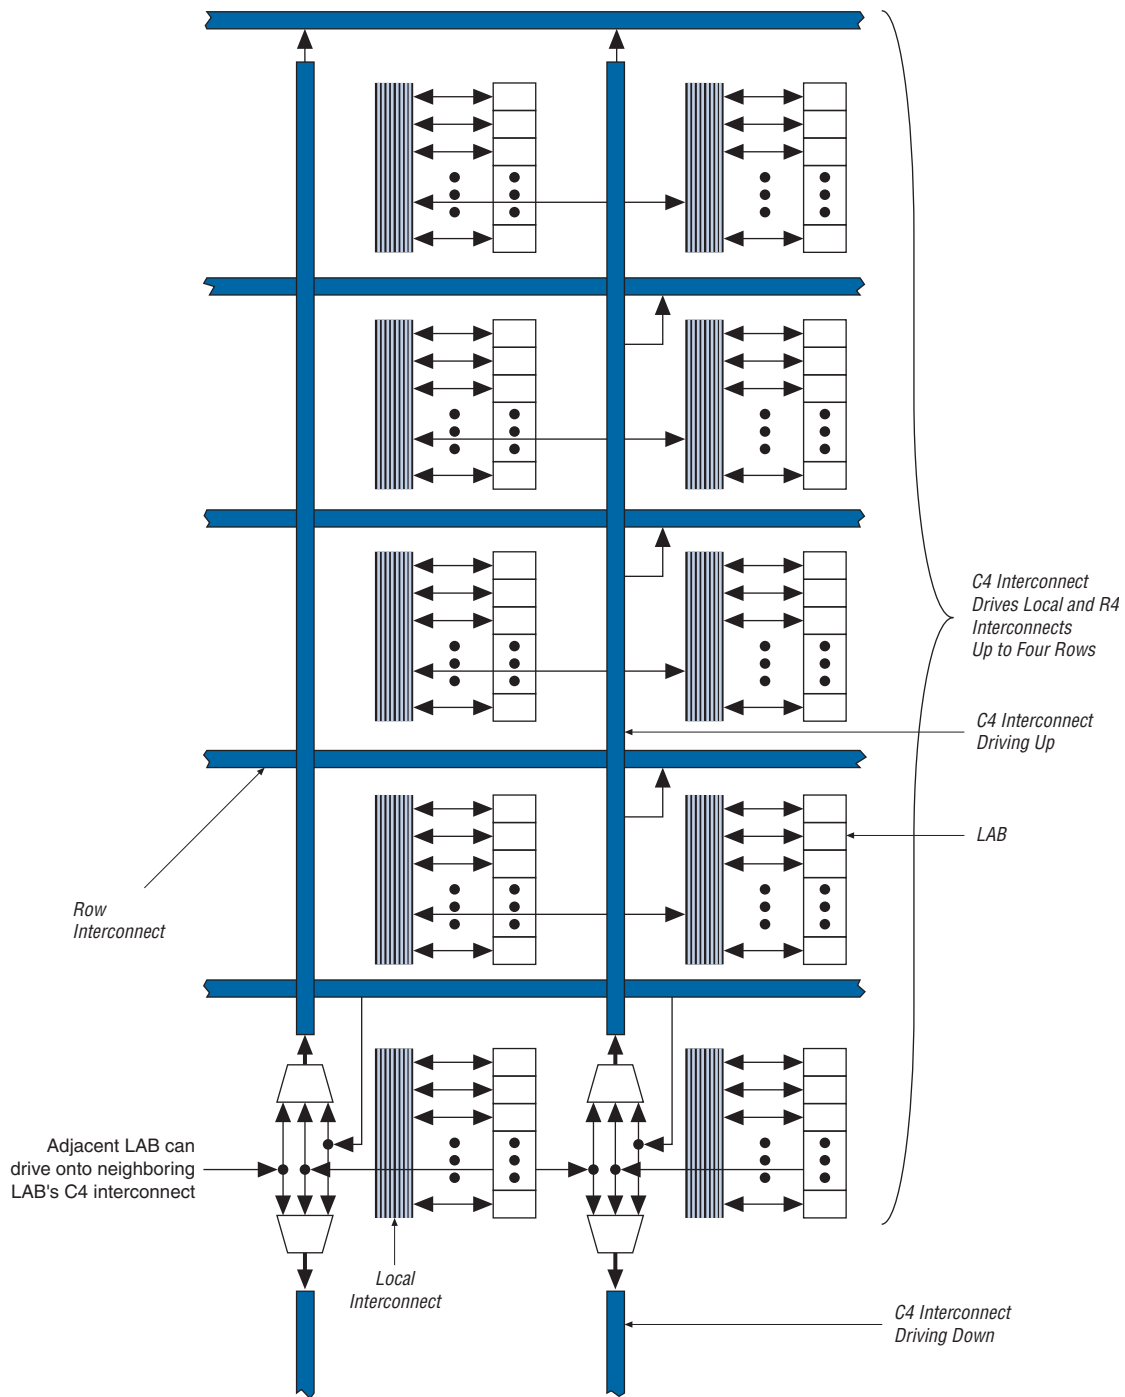 C4 Interconnect
Drives Local and R4
Interconnects
Up to Four Rows
C4 Interconnect
Driving Up
LAB
Row
Interconnect
Adjacent LAB can
drive onto neighboring
LAB's C4 interconnect
Local
Interconnect
C4 Interconnect
Driving Down